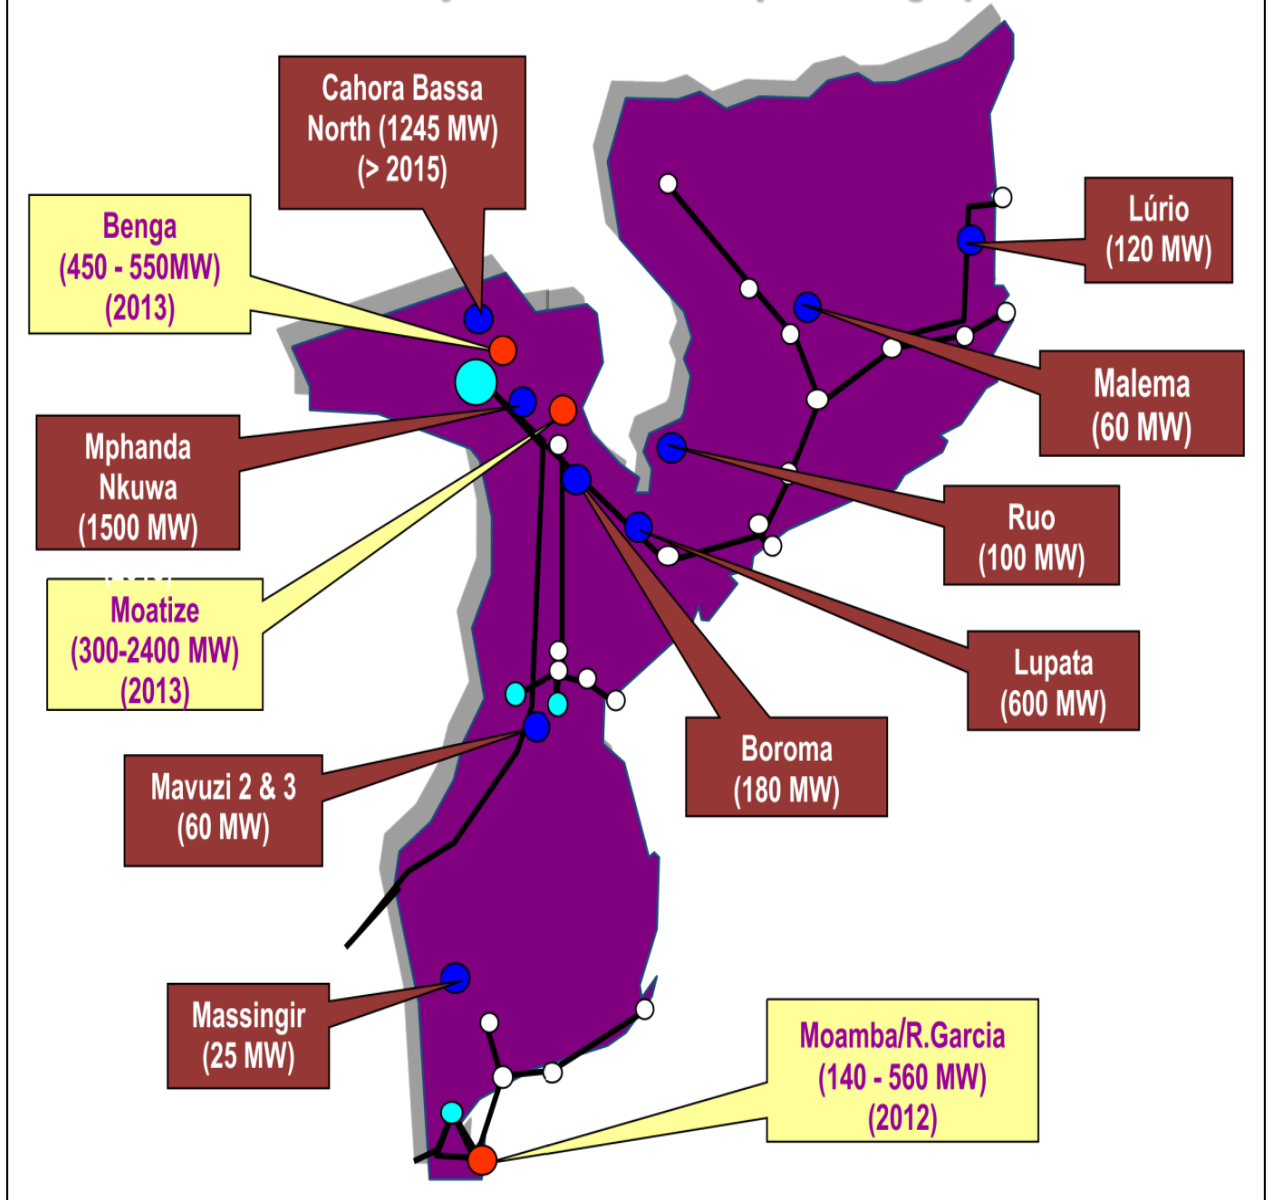 Cahora Bassa
North (1245 MW)
(> 2015)
Benga
(450 - 550MW)
(2013)
Lúrio
(120 MW)
Malema
(60 MW)
Mphanda
Nkuwa
(1500 MW)
Ruo
(100 MW)
Moatize
(300-2400 MW)
(2013)
Lupata
(600 MW)
Boroma
(180 MW)
Mavuzi 2 & 3
(60 MW)
Massingir
(25 MW)
Moamba/R.Garcia
(140 - 560 MW)
(2012)